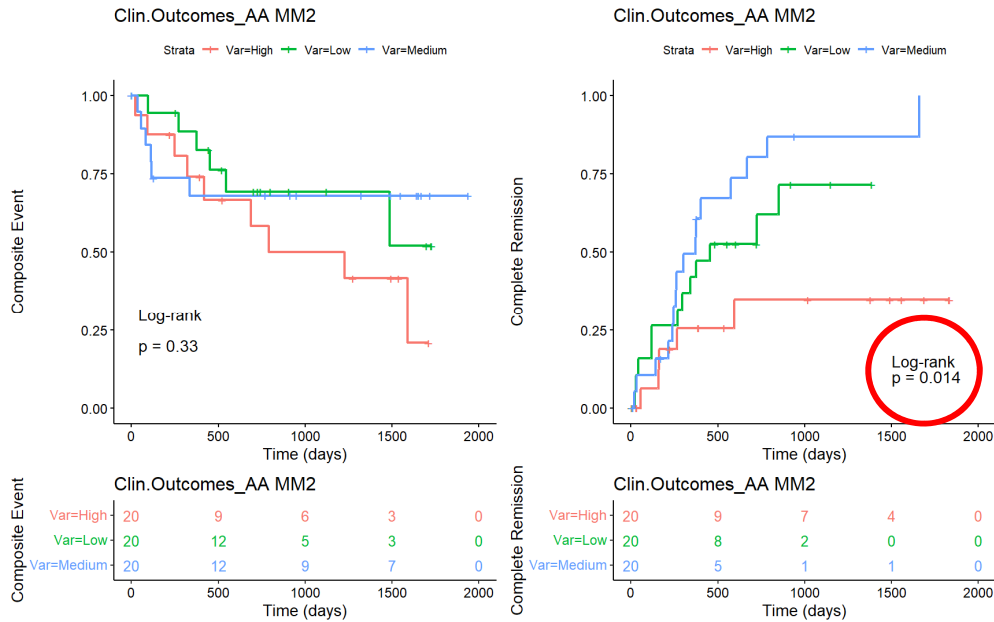 Clin.Outcomes_AA MM2
Strata Var=High Var=Low Var=Medium
Composite Event
1.00
0.75
0.50
0.25
0.00
Log-rank
p = 0.33
0 500 1000 1500 2000
Time (days)
Clin.Outcomes_AA MM2
Composite Event
Var=High 20 9 6 3 0
Var=Low 20 12 5 3 0
Var=Medium 20 12 9 7 0
0 500 1000 1500 2000
Time (days)
Clin.Outcomes_AA MM2
Strata Var=High Var=Low Var=Medium
Complete Remission
1.00
0.75
0.50
0.25
0.00
Log-rank
p = 0.014
0 500 1000 1500 2000
Time (days)
Clin.Outcomes_AA MM2
Complete Remission
Var=High 20 9 7 4 0
Var=Low 20 8 2 0 0
Var=Medium 20 5 1 1 0
0 500 1000 1500 2000
Time (days)